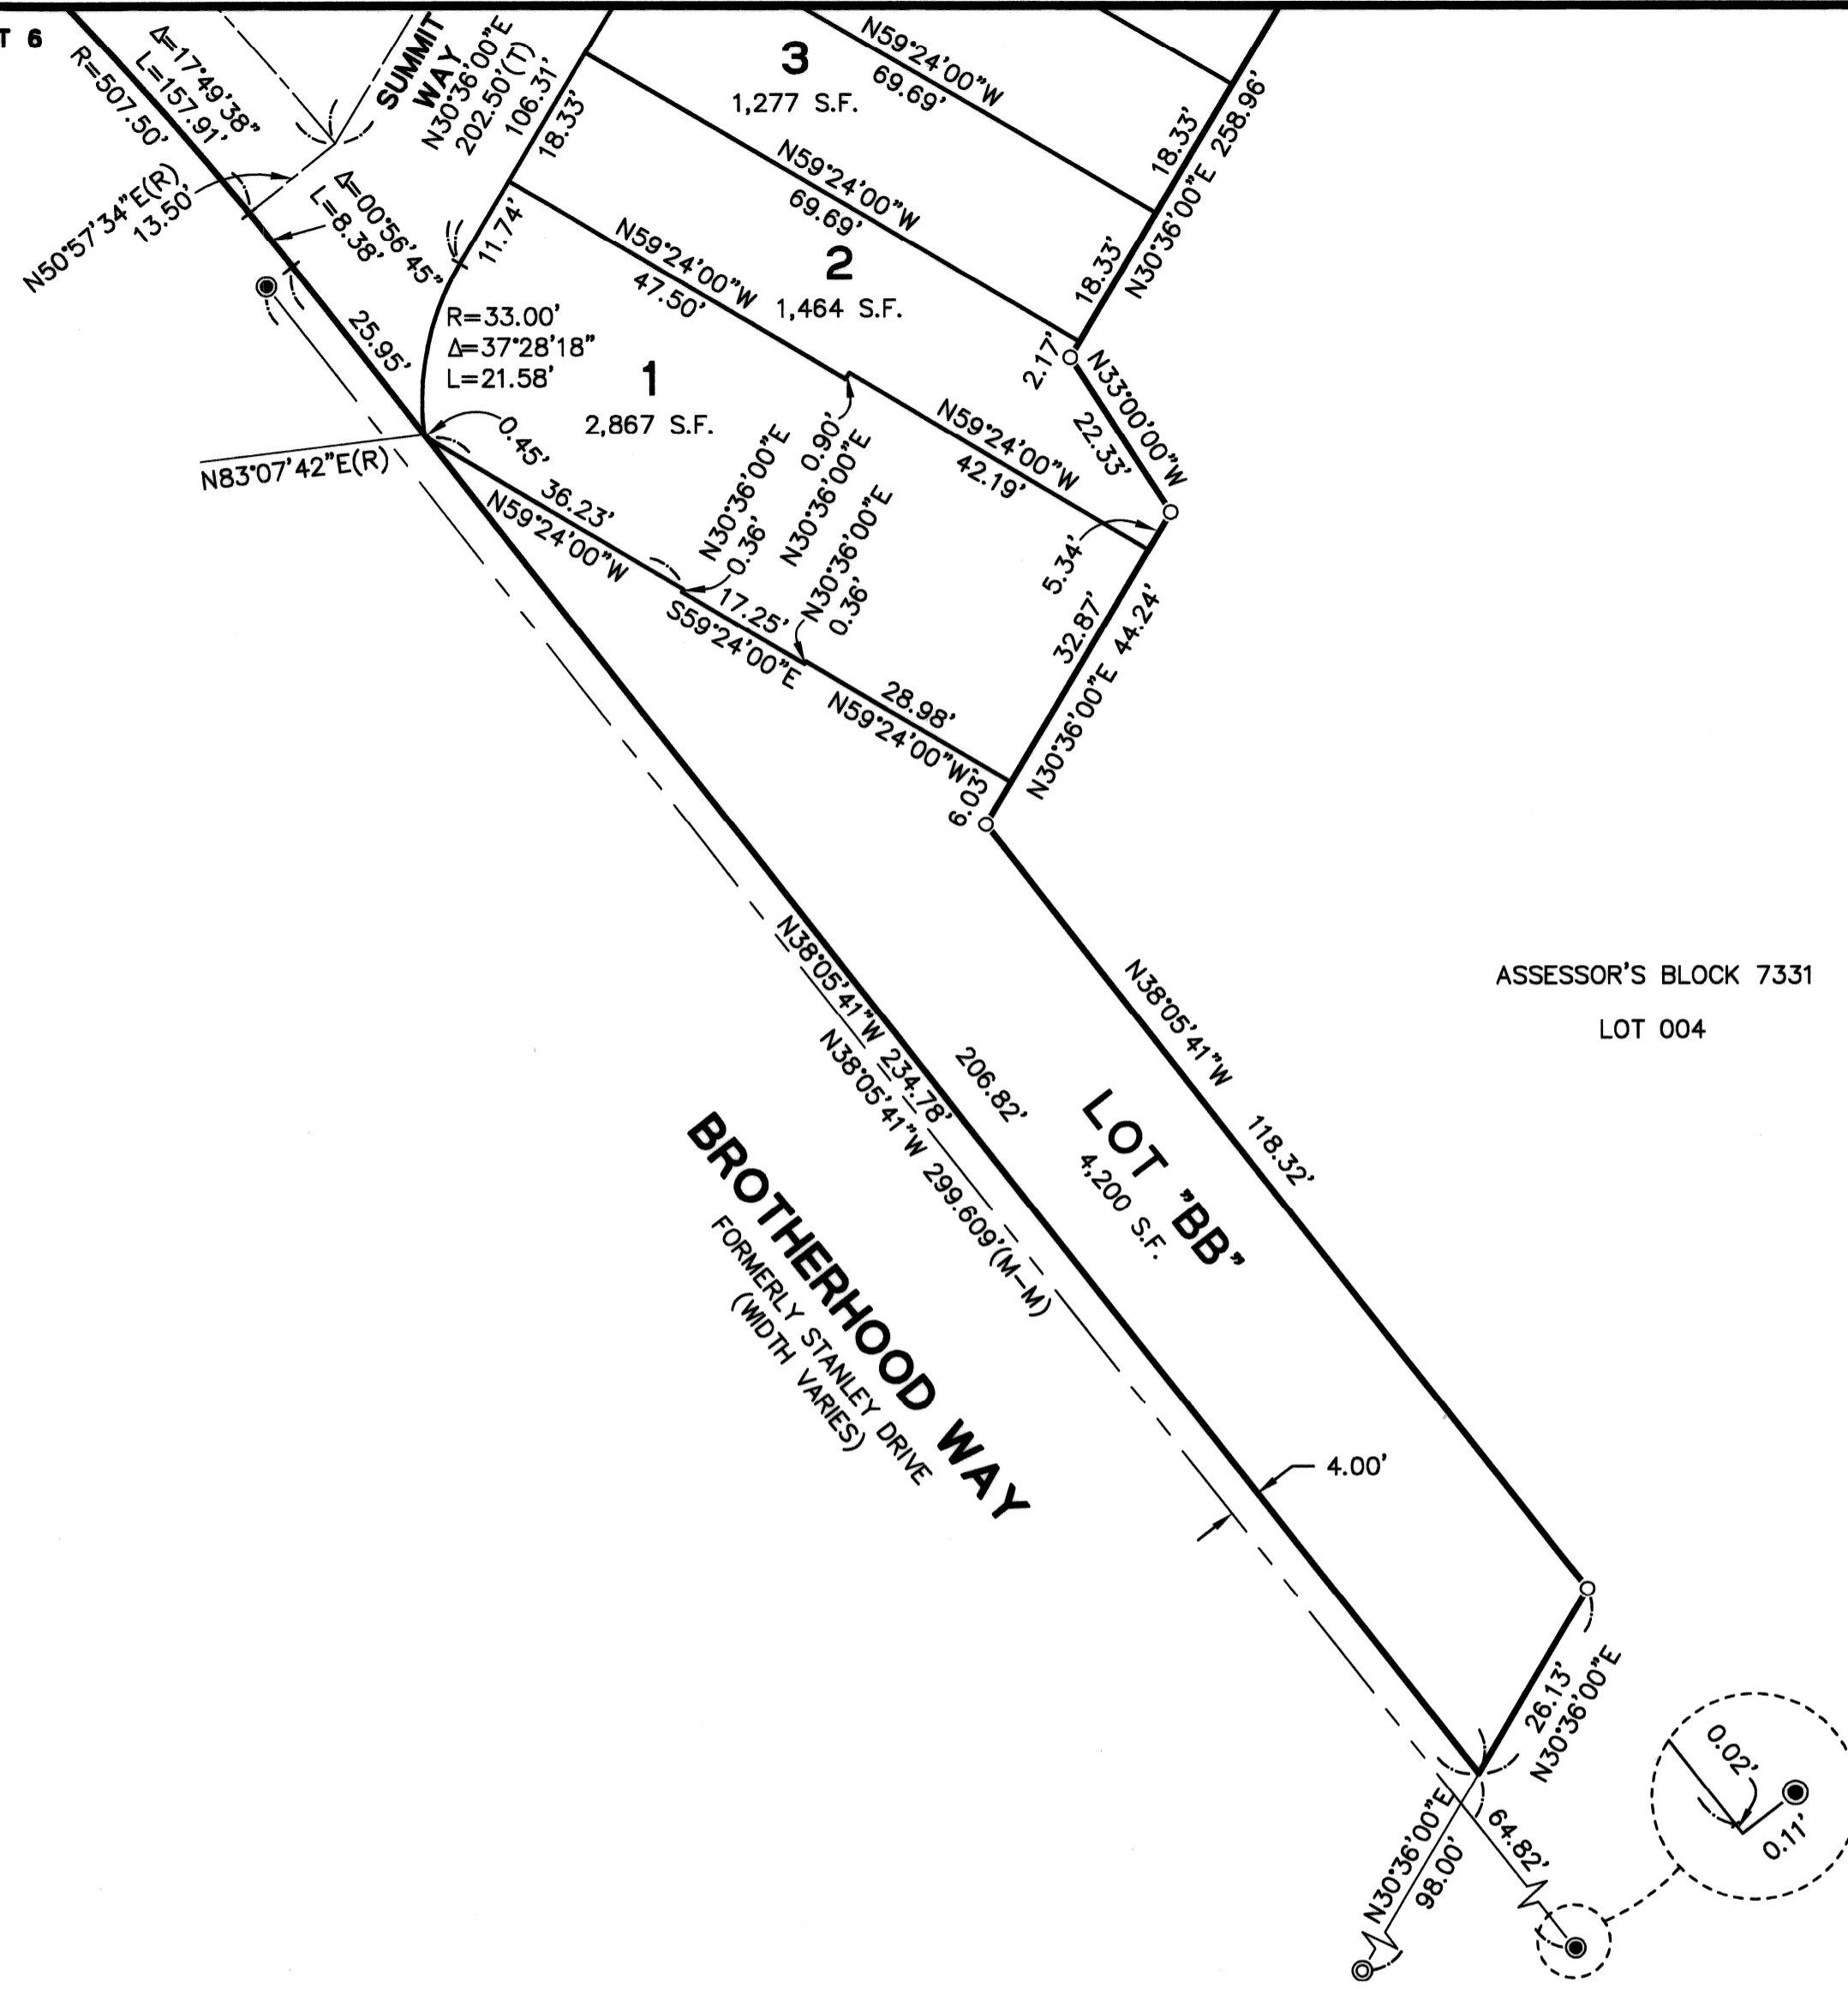 T 6
Δ=17°49'38"
L=157.91'
R=507.50'
SUMMIT
WAY
N30°36'00"E
202.50'(T)
106.31'
18.33'
3
1,277 S.F.
N59°24'00"W
69.69'
18.33'
N30°36'00"E 258.96'
N59°24'00"W
69.69'
N50°57'34"E(R)
13.50'
Δ=00°56'45"
L=8.38'
11.74'
N59°24'00"W
47.50'
2
1,464 S.F.
18.33'
25.95'
R=33.00'
Δ=37°28'18"
L=21.58'
1
2,867 S.F.
2.17'
N33°00'00"W
22.33'
N83°07'42"E(R)
0.45'
36.23'
N59°24'00"W
N30°36'00"E
0.36'
0.90'
N30°36'00"E
N30°36'00"E
0.36'
N59°24'00"W
42.19'
5.34'
17.25'
S59°24'00"E
32.87'
N30°36'00"E 44.24'
28.98'
N59°24'00"W
6.03'
N38°05'41"W 234.78'
N38°05'41"W 299.609'(M-M)
206.82'
N38°05'41"W
118.32'
ASSESSOR'S BLOCK 7331
LOT 004
LOT "BB"
4,200 S.F.
BROTHERHOOD WAY
FORMERLY STANLEY DRIVE
(WIDTH VARIES)
4.00'
26.13'
N30°36'00"E
N30°36'00"E
98.00'
64.82'
0.02'
0.11'